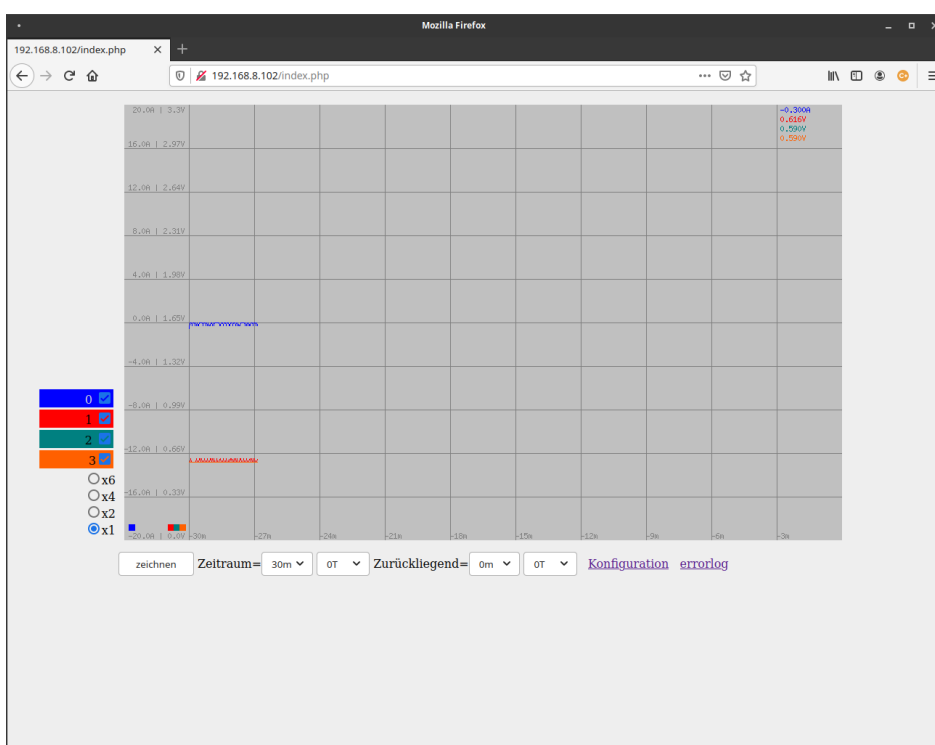 Mozilla Firefox
192.168.8.102/index.php
192.168.8.102/index.php
20.0A | 3.3V
-0.300A
0.616V
0.590V
0.590V
16.0A | 2.97V
12.0A | 2.64V
8.0A | 2.31V
4.0A | 1.98V
0.0A | 1.65V
-4.0A | 1.32V
0
-8.0A | 0.99V
1
2
-12.0A | 0.66V
3
x6
-16.0A | 0.33V
x4
x2
x1
-20.0A | 0.0V -30m -27m -24m -21m -18m -15m -12m -9m -6m -3m
zeichnen Zeitraum= 30m 0T Zurückliegend= 0m 0T Konfiguration errorlog